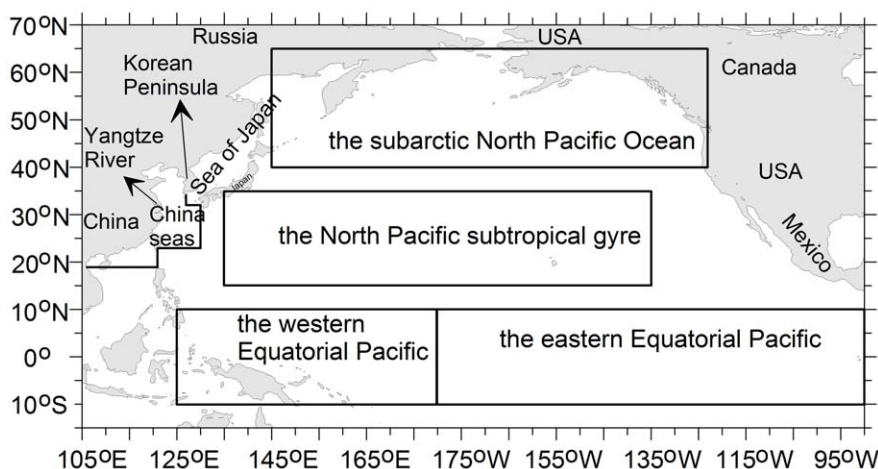 70ºN
60ºN
50ºN
40ºN
30ºN
20ºN
10ºN
0º
10ºS
Russia
USA
Korean
Peninsula
Canada
Yangtze
River
Sea of Japan
the subarctic North Pacific Ocean
Japan
USA
China
China
seas
the North Pacific subtropical gyre
Mexico
the western
Equatorial Pacific
the eastern Equatorial Pacific
105ºE 125ºE 145ºE 165ºE 175ºW 155ºW 135ºW 115ºW 95ºW